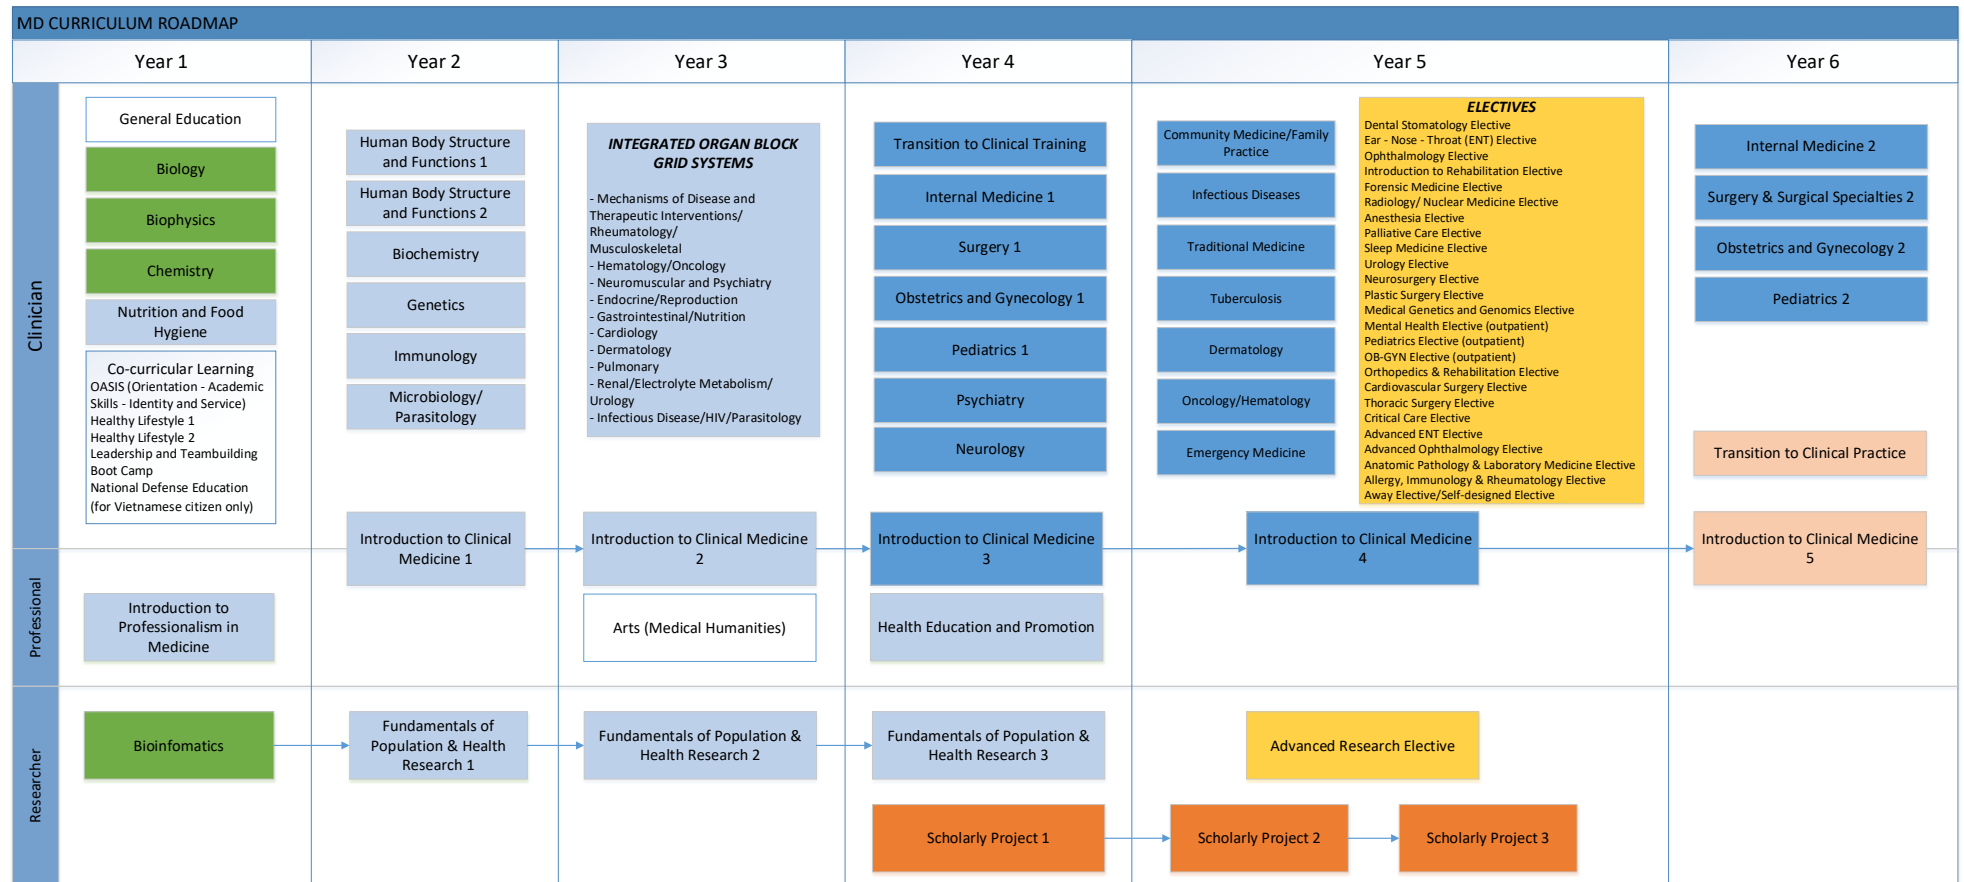 MD CURRICULUM ROADMAP
Year 1
Year 2
Year 3
Year 4
Year 5
Year 6
Clinician
General Education
Biology
Biophysics
Chemistry
Nutrition and Food
Hygiene
Co-curricular Learning
OASIS (Orientation - Academic
Skills - Identity and Service)
Healthy Lifestyle 1
Healthy Lifestyle 2
Leadership and Teambuilding
Boot Camp
National Defense Education
(for Vietnamese citizen only)
Human Body Structure
and Functions 1
Human Body Structure
and Functions 2
Biochemistry
Genetics
Immunology
Microbiology/
Parasitology
INTEGRATED ORGAN BLOCK
GRID SYSTEMS
- Mechanisms of Disease and
Therapeutic Interventions/
Rheumatology/
Musculoskeletal
- Hematology/Oncology
- Neuromuscular and Psychiatry
- Endocrine/Reproduction
- Gastrointestinal/Nutrition
- Cardiology
- Dermatology
- Pulmonary
- Renal/Electrolyte Metabolism/
Urology
- Infectious Disease/HIV/Parasitology
Transition to Clinical Training
Internal Medicine 1
Surgery 1
Obstetrics and Gynecology 1
Pediatrics 1
Psychiatry
Neurology
Community Medicine/Family
Practice
Infectious Diseases
Traditional Medicine
Tuberculosis
Dermatology
Oncology/Hematology
Emergency Medicine
ELECTIVES
Dental Stomatology Elective
Ear - Nose - Throat (ENT) Elective
Ophthalmology Elective
Introduction to Rehabilitation Elective
Forensic Medicine Elective
Radiology/ Nuclear Medicine Elective
Anesthesia Elective
Palliative Care Elective
Sleep Medicine Elective
Urology Elective
Neurosurgery Elective
Plastic Surgery Elective
Medical Genetics and Genomics Elective
Mental Health Elective (outpatient)
Pediatrics Elective (outpatient)
OB-GYN Elective (outpatient)
Orthopedics & Rehabilitation Elective
Cardiovascular Surgery Elective
Thoracic Surgery Elective
Critical Care Elective
Advanced ENT Elective
Advanced Ophthalmology Elective
Anatomic Pathology & Laboratory Medicine Elective
Allergy, Immunology & Rheumatology Elective
Away Elective/Self-designed Elective
Internal Medicine 2
Surgery & Surgical Specialties 2
Obstetrics and Gynecology 2
Pediatrics 2
Transition to Clinical Practice
Introduction to Clinical
Medicine 1
Introduction to Clinical Medicine
2
Introduction to Clinical Medicine
3
Introduction to Clinical Medicine
4
Introduction to Clinical Medicine
5
Professional
Introduction to
Professionalism in
Medicine
Arts (Medical Humanities)
Health Education and Promotion
Researcher
Bioinfomatics
Fundamentals of
Population & Health
Research 1
Fundamentals of Population &
Health Research 2
Fundamentals of Population &
Health Research 3
Advanced Research Elective
Scholarly Project 1
Scholarly Project 2
Scholarly Project 3